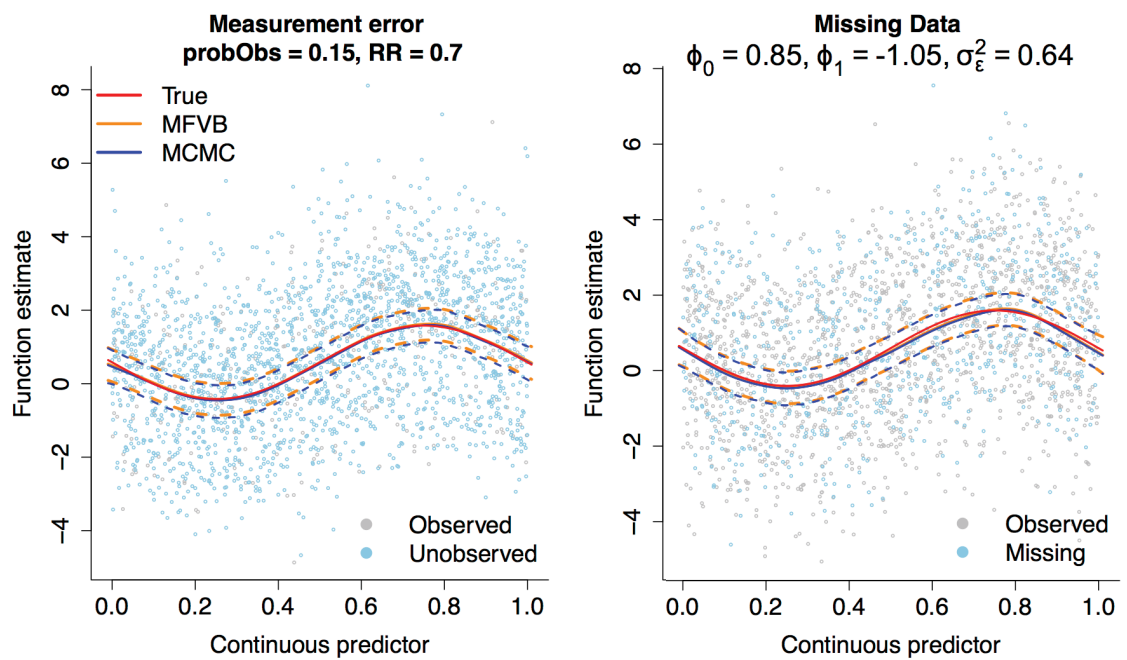 Measurement error
probObs = 0.15, RR = 0.7
True
MFVB
MCMC
Function estimate
8
6
4
2
0
−2
−4
Observed
Unobserved
0.0 0.2 0.4 0.6 0.8 1.0
Continuous predictor
Missing Data
ϕ₀ = 0.85, ϕ₁ = -1.05, σ²ε = 0.64
Function estimate
8
6
4
2
0
−2
−4
Observed
Missing
0.0 0.2 0.4 0.6 0.8 1.0
Continuous predictor